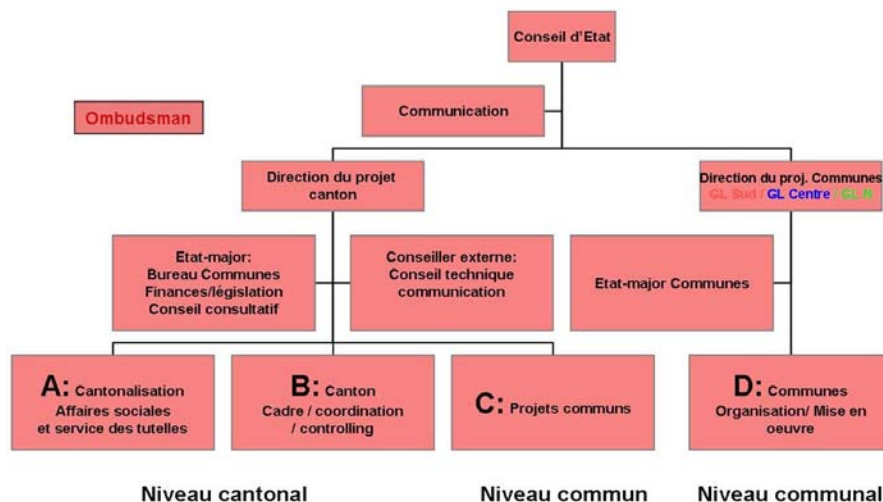 Conseil d'Etat
Communication
Ombudsman
Direction du projet
canton
Direction du proj. Communes
GL Sud / GL Centre / GL N
Etat-major:
Bureau Communes
Finances/législation
Conseil consultatif
Conseiller externe:
Conseil technique
communication
Etat-major Communes
A: Cantonalisation
Affaires sociales
et service des tutelles
B: Canton
Cadre / coordination
/ controlling
C: Projets communs
D: Communes
Organisation/ Mise en
oeuvre
Niveau cantonal
Niveau commun
Niveau communal